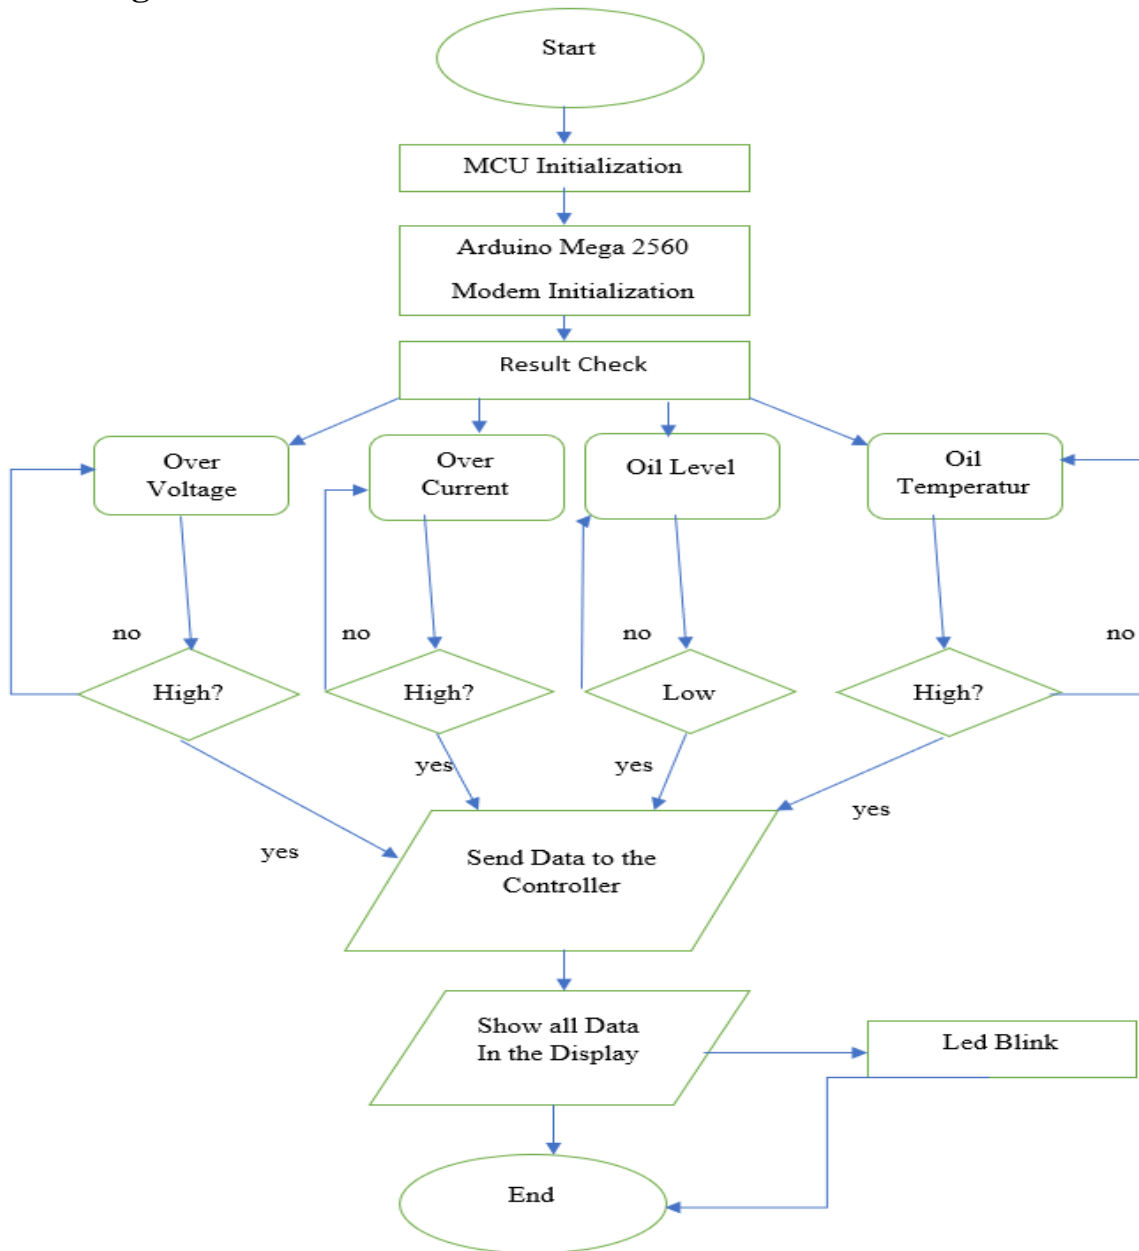 Start
MCU Initialization
Arduino Mega 2560
Modem Initialization
Result Check
Over
Voltage
Over
Current
Oil Level
Oil
Temperatur
no
no
no
no
High?
High?
Low
High?
yes
yes
yes
yes
Send Data to the
Controller
Show all Data
In the Display
Led Blink
End